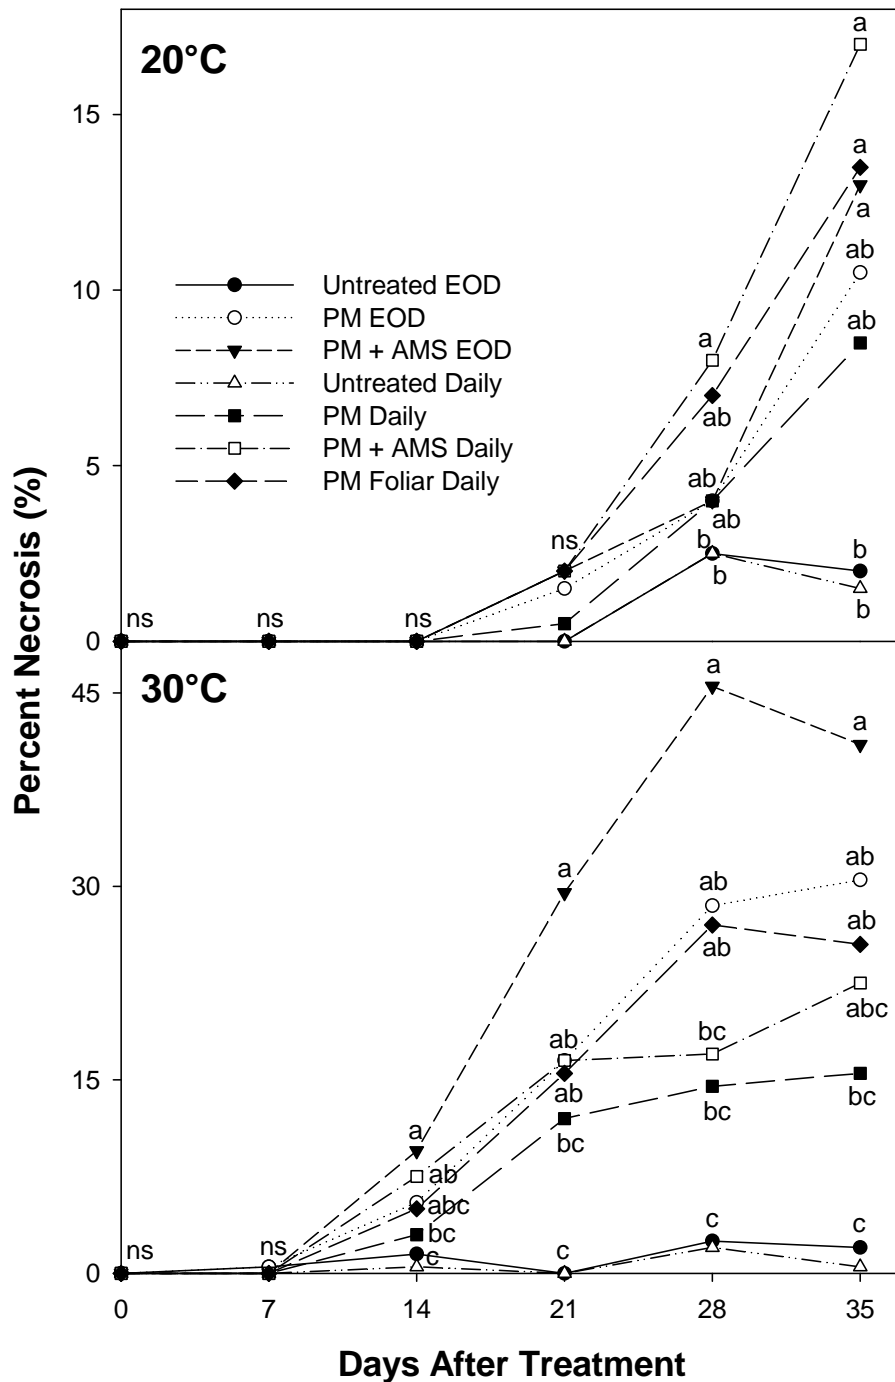 20°C
a
15
a
a
ab
10
Untreated EOD
PM EOD
ab
PM + AMS EOD
a
Untreated Daily
PM Daily
ab
PM + AMS Daily
PM Foliar Daily
5
ab
ab
ns
b
b
b
b
ns
ns
ns
0
Percent Necrosis (%)
30°C
a
45
a
a
ab
ab
30
ab
ab
abc
bc
ab
15
ab
bc
bc
bc
a
ab
abc
bc
c
c
c
c
ns
ns
0
0
7
14
21
28
35
Days After Treatment